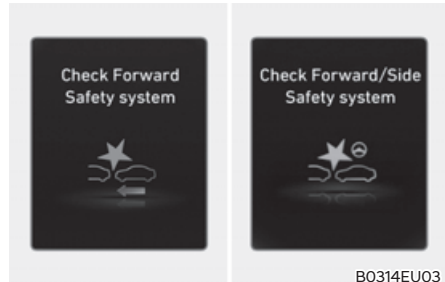 Check Forward
Safety system
Check Forward/Side
Safety system
B0314EU03